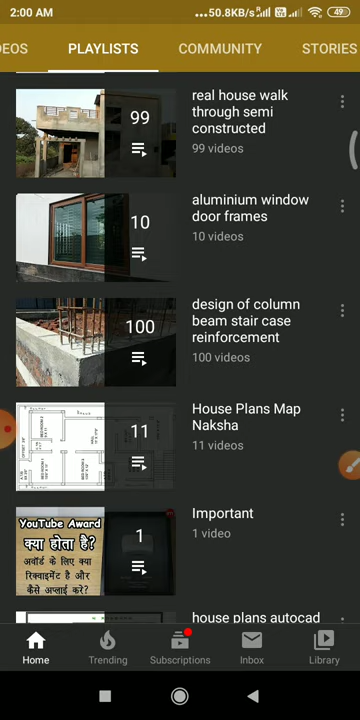 2:00 AM
...50.8KB/s
49
DEOS
PLAYLISTS
COMMUNITY
STORIES
99
real house walk
through semi
constructed
99 videos
10
aluminium window
door frames
10 videos
100
design of column
beam stair case
reinforcement
100 videos
11
House Plans Map
Naksha
11 videos
YouTube Award
क्या होता है?
अवॉर्ड के लिए क्या
रिक्वाइमेंट है और
कैसे अप्लाई करे?
1
Important
1 video
house plans autocad
Home
Trending
Subscriptions
Inbox
Library